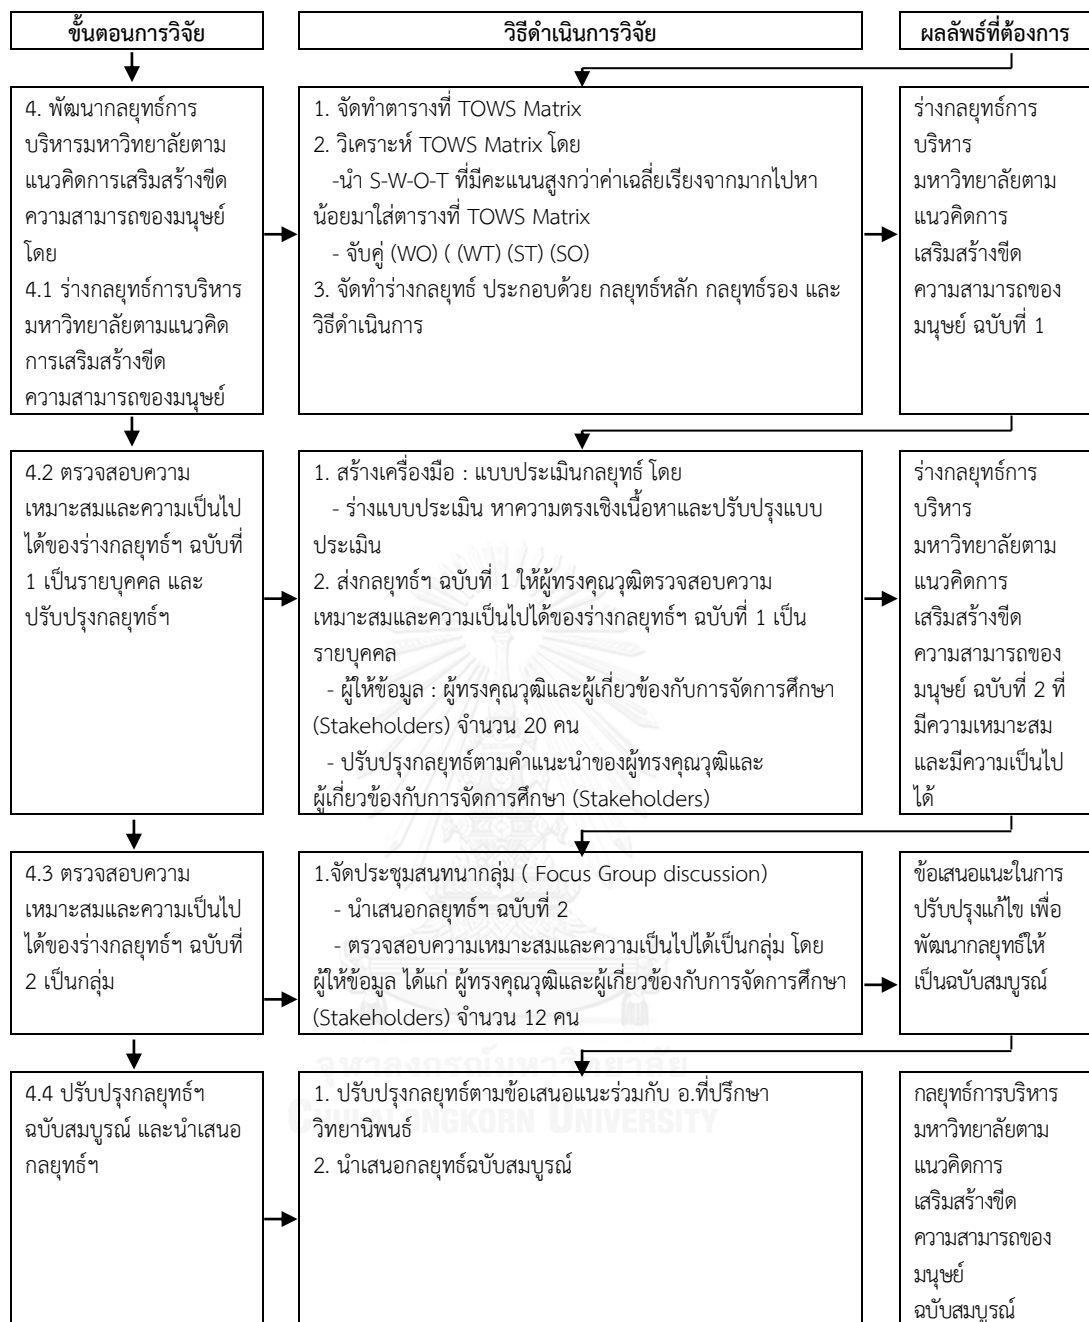 ขั้นตอนการวิจัย
วิธีดำเนินการวิจัย
ผลลัพธ์ที่ต้องการ
4. พัฒนากลยุทธ์การ
บริหารมหาวิทยาลัยตาม
แนวคิดการเสริมสร้างขีด
ความสามารถของมนุษย์
โดย
4.1 ร่างกลยุทธ์การบริหาร
มหาวิทยาลัยตามแนวคิด
การเสริมสร้างขีด
ความสามารถของมนุษย์
1. จัดทำตารางที่ TOWS Matrix
2. วิเคราะห์ TOWS Matrix โดย
-นำ S-W-O-T ที่มีคะแนนสูงกว่าค่าเฉลี่ยเรียงจากมากไปหา
น้อยมาใส่ตารางที่ TOWS Matrix
- จับคู่ (WO) ( (WT) (ST) (SO)
3. จัดทำร่างกลยุทธ์ ประกอบด้วย กลยุทธ์หลัก กลยุทธ์รอง และ
วิธีดำเนินการ
ร่างกลยุทธ์การ
บริหาร
มหาวิทยาลัยตาม
แนวคิดการ
เสริมสร้างขีด
ความสามารถของ
มนุษย์ ฉบับที่ 1
4.2 ตรวจสอบความ
เหมาะสมและความเป็นไป
ได้ของร่างกลยุทธ์ฯ ฉบับที่
1 เป็นรายบุคคล และ
ปรับปรุงกลยุทธ์ฯ
1. สร้างเครื่องมือ : แบบประเมินกลยุทธ์ โดย
- ร่างแบบประเมิน หาความตรงเชิงเนื้อหาและปรับปรุงแบบ
ประเมิน
2. ส่งกลยุทธ์ฯ ฉบับที่ 1 ให้ผู้ทรงคุณวุฒิตรวจสอบความ
เหมาะสมและความเป็นไปได้ของร่างกลยุทธ์ฯ ฉบับที่ 1 เป็น
รายบุคคล
- ผู้ให้ข้อมูล : ผู้ทรงคุณวุฒิและผู้เกี่ยวข้องกับการจัดการศึกษา
(Stakeholders) จำนวน 20 คน
- ปรับปรุงกลยุทธ์ตามคำแนะนำของผู้ทรงคุณวุฒิและ
ผู้เกี่ยวข้องกับการจัดการศึกษา (Stakeholders)
ร่างกลยุทธ์การ
บริหาร
มหาวิทยาลัยตาม
แนวคิดการ
เสริมสร้างขีด
ความสามารถของ
มนุษย์ ฉบับที่ 2 ที่
มีความเหมาะสม
และมีความเป็นไป
ได้
4.3 ตรวจสอบความ
เหมาะสมและความเป็นไป
ได้ของร่างกลยุทธ์ฯ ฉบับที่
2 เป็นกลุ่ม
1.จัดประชุมสนทนากลุ่ม ( Focus Group discussion)
- นำเสนอกลยุทธ์ฯ ฉบับที่ 2
- ตรวจสอบความเหมาะสมและความเป็นไปได้เป็นกลุ่ม โดย
ผู้ให้ข้อมูล ได้แก่ ผู้ทรงคุณวุฒิและผู้เกี่ยวข้องกับการจัดการศึกษา
(Stakeholders) จำนวน 12 คน
ข้อเสนอแนะในการ
ปรับปรุงแก้ไข เพื่อ
พัฒนากลยุทธ์ให้
เป็นฉบับสมบูรณ์
จุฬาลงกรณ์มหาวิทยาลัย
CHULALONGKORN UNIVERSITY
4.4 ปรับปรุงกลยุทธ์ฯ
ฉบับสมบูรณ์ และนำเสนอ
กลยุทธ์ฯ
1. ปรับปรุงกลยุทธ์ตามข้อเสนอแนะร่วมกับ อ.ที่ปรึกษา
วิทยานิพนธ์
2. นำเสนอกลยุทธ์ฉบับสมบูรณ์
กลยุทธ์การบริหาร
มหาวิทยาลัยตาม
แนวคิดการ
เสริมสร้างขีด
ความสามารถของ
มนุษย์
ฉบับสมบูรณ์